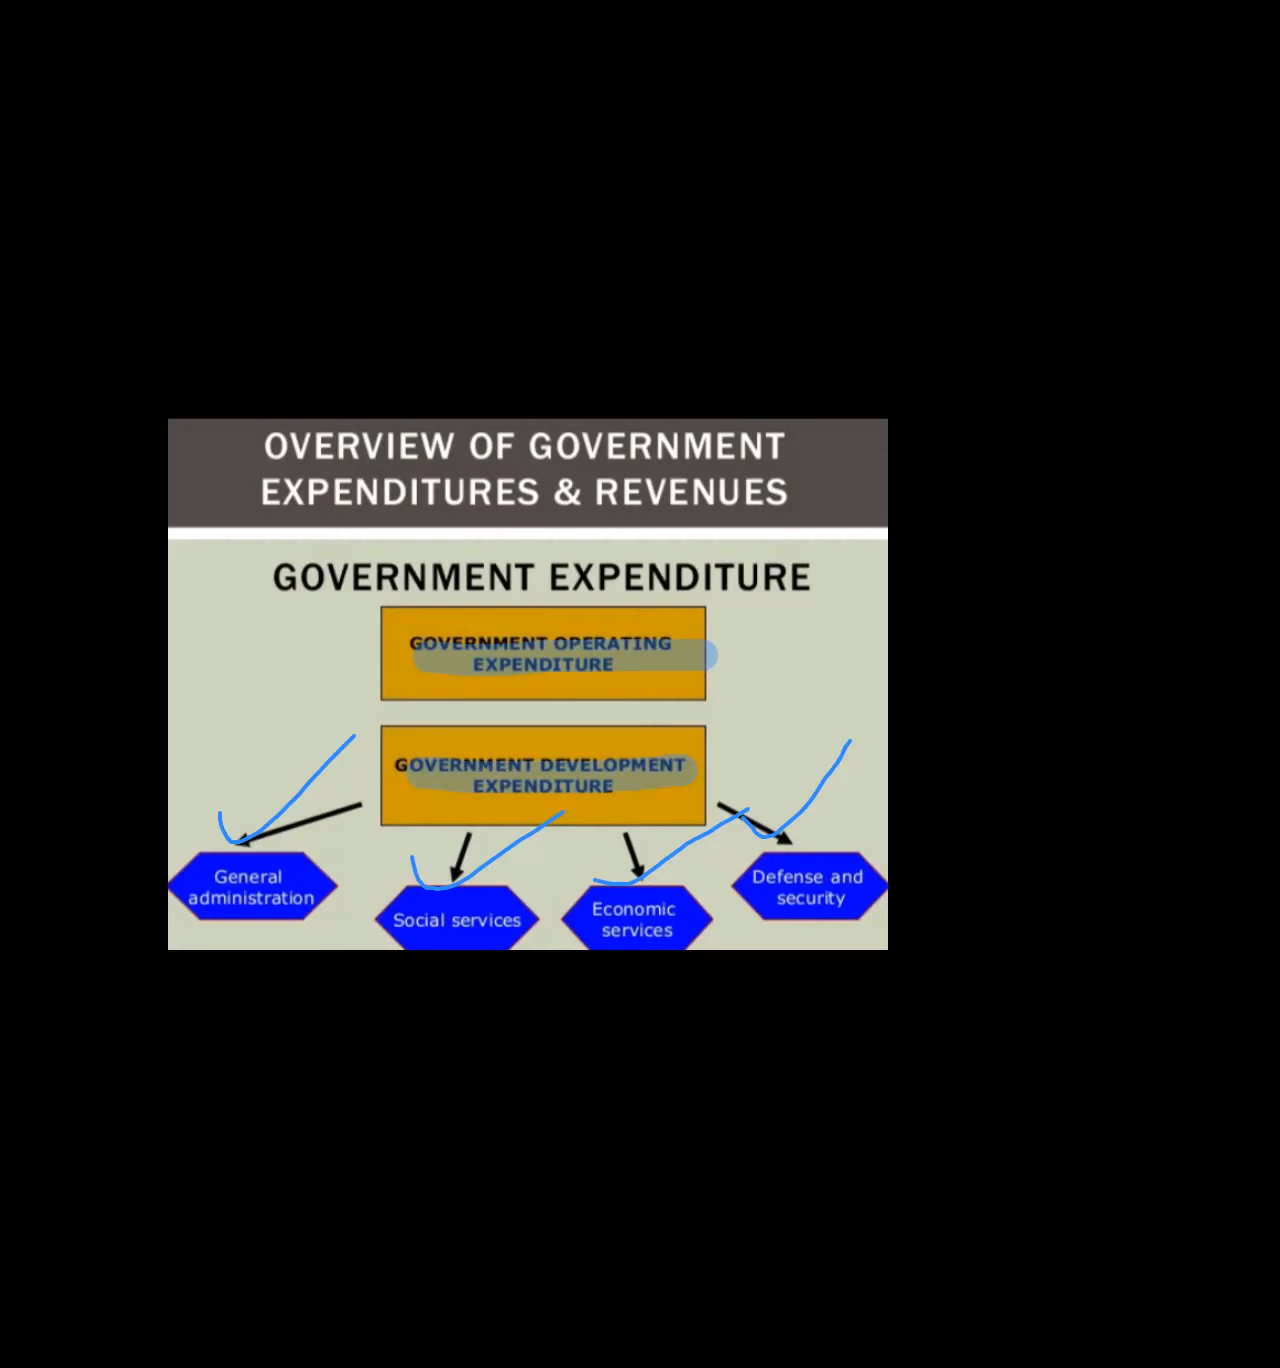 OVERVIEW OF GOVERNMENT
EXPENDITURES & REVENUES
GOVERNMENT EXPENDITURE
GOVERNMENT OPERATING
EXPENDITURE
GOVERNMENT DEVELOPMENT
EXPENDITURE
General
administration
Social services
Economic
services
Defense and
security